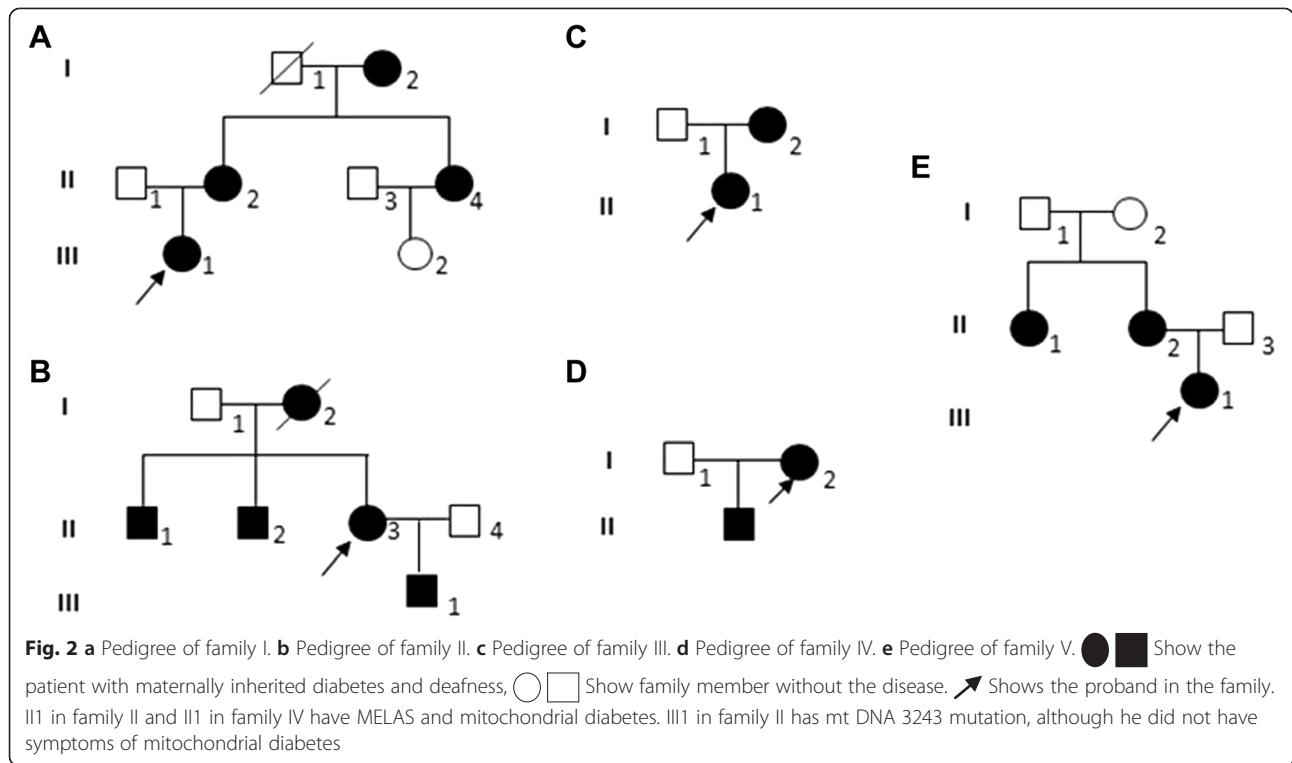 A
I
1
2
II
1
2
3
4
III
1
2
B
I
1
2
II
1
2
3
4
III
1
C
I
1
2
II
1
D
I
1
2
II
E
I
1
2
II
1
2
3
III
1
Fig. 2 a Pedigree of family I. b Pedigree of family II. c Pedigree of family III. d Pedigree of family IV. e Pedigree of family V. Show the
patient with maternally inherited diabetes and deafness, Show family member without the disease. Shows the proband in the family.
II1 in family II and II1 in family IV have MELAS and mitochondrial diabetes. III1 in family II has mt DNA 3243 mutation, although he did not have
symptoms of mitochondrial diabetes